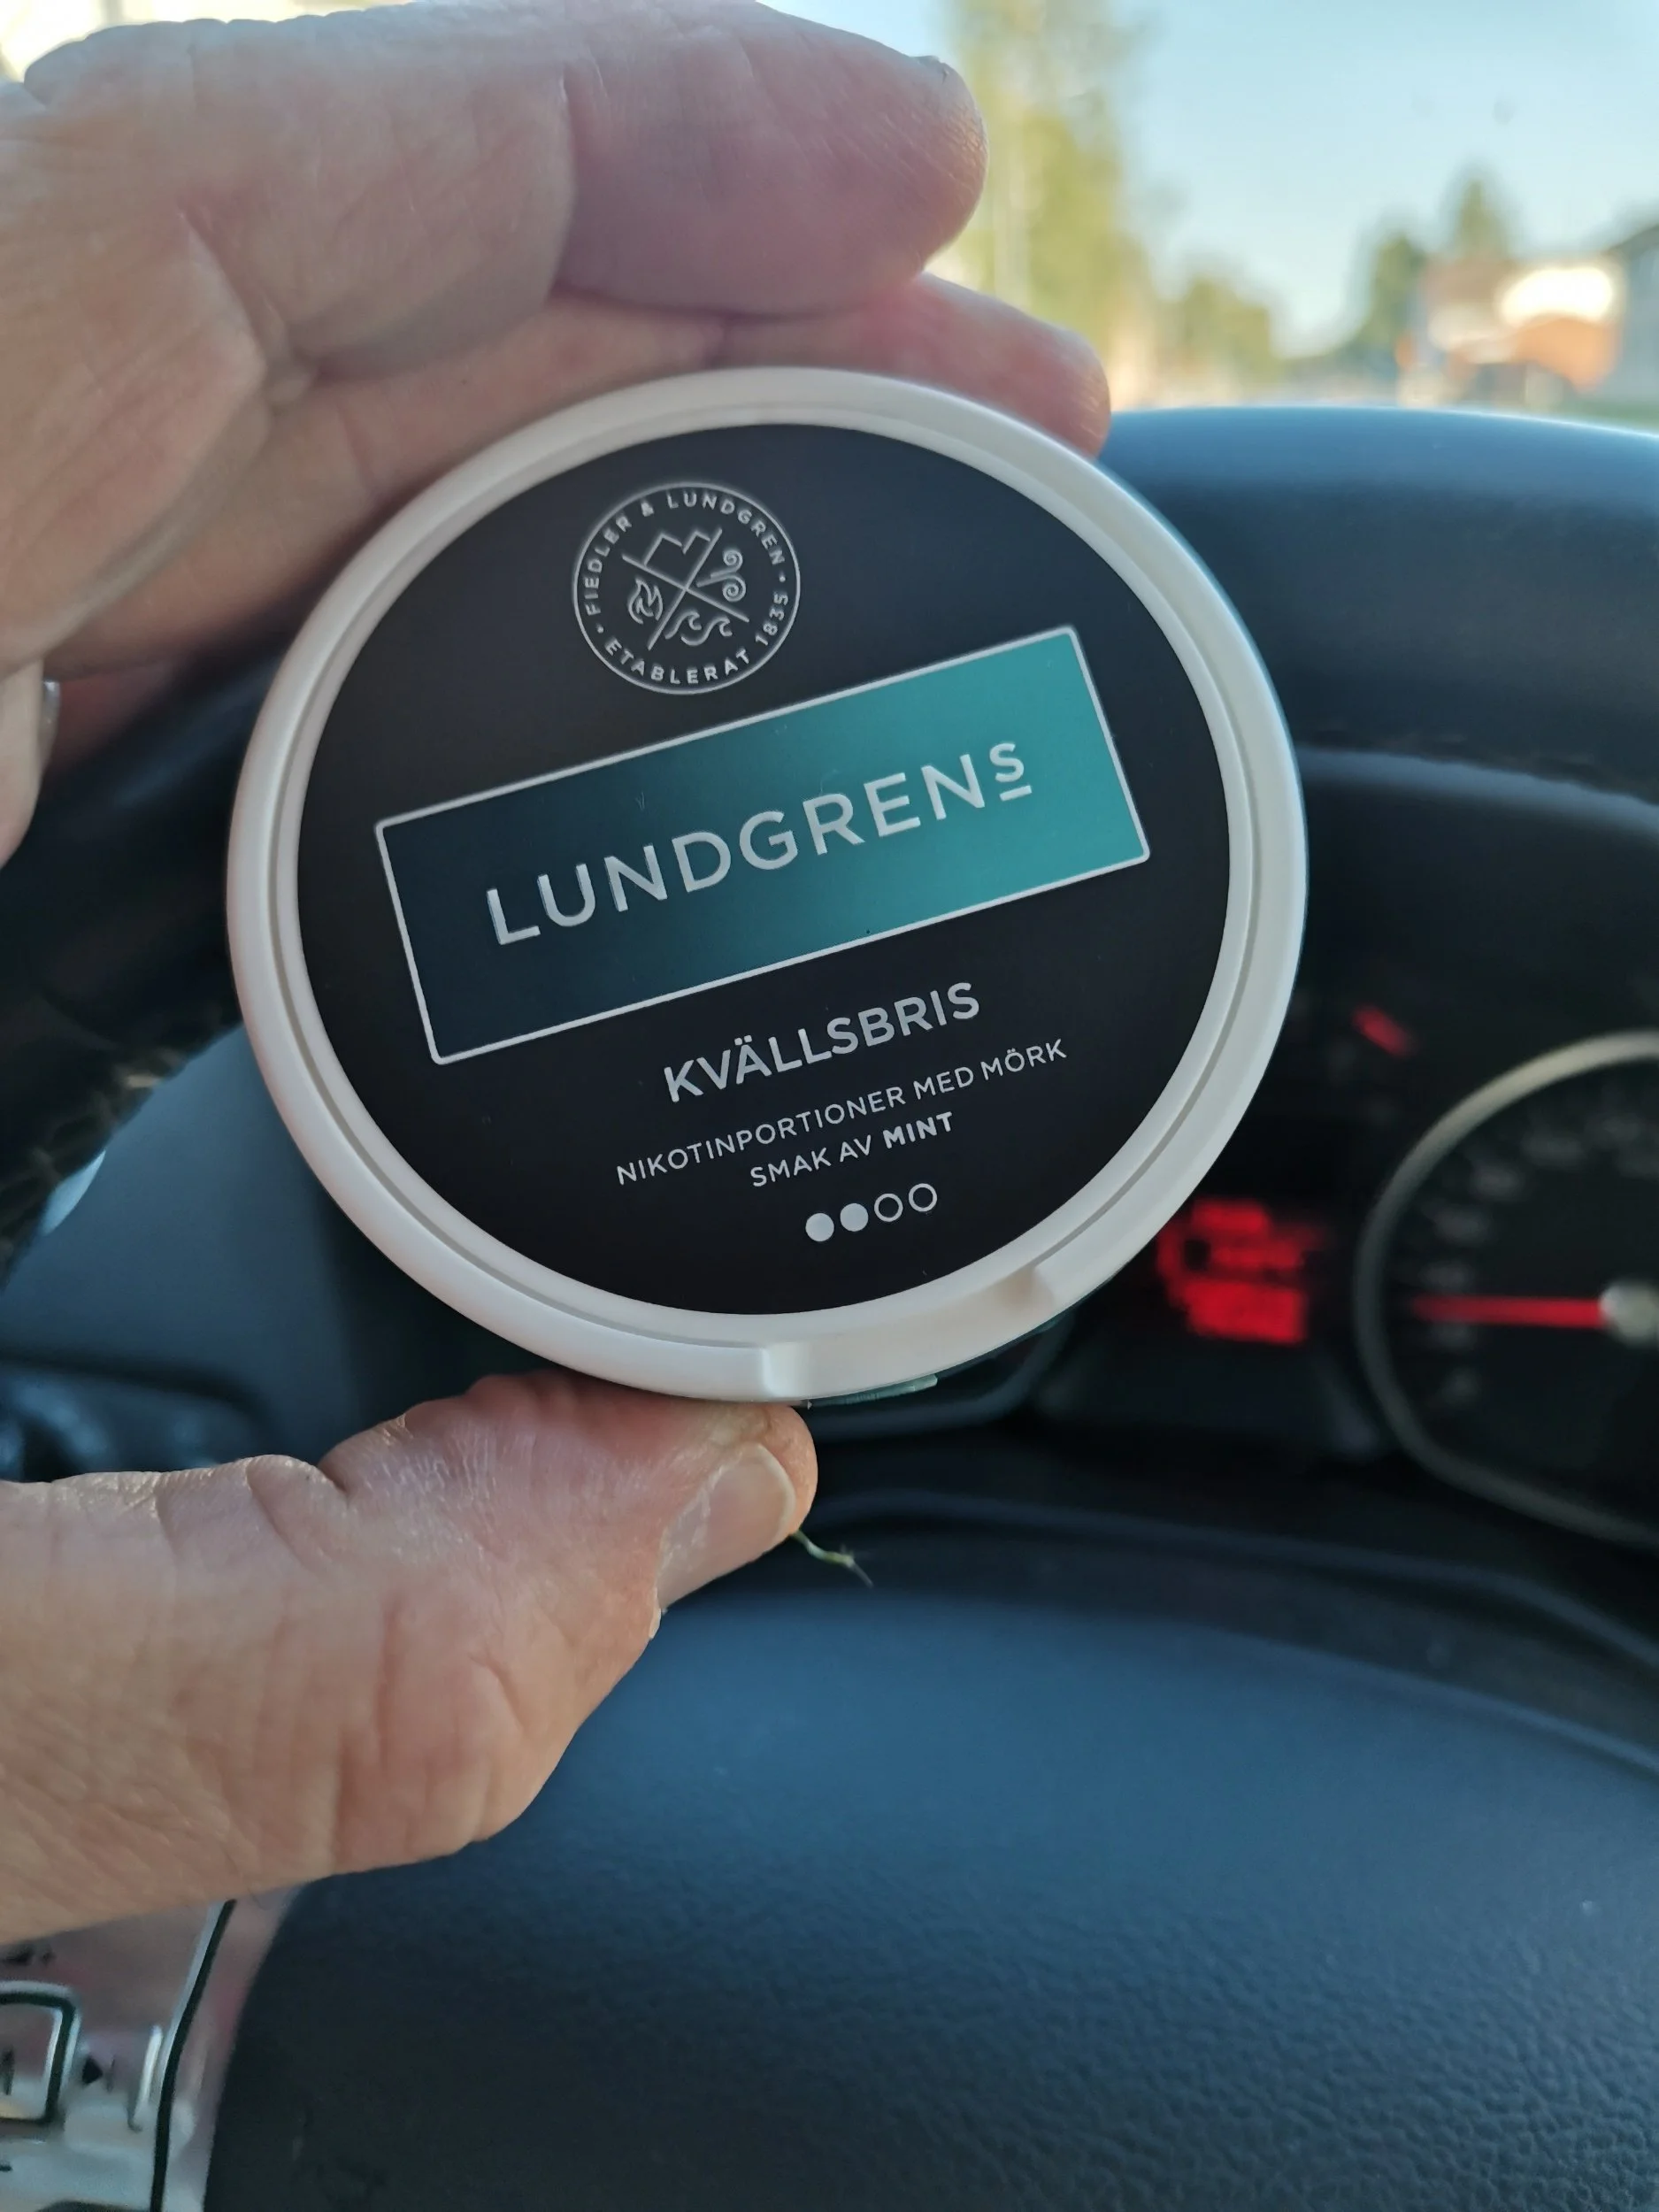 FIEDLER & LUNDGREN
ETABLERAT 1835
LUNDGRENS
KVÄLLSBRIS
NIKOTINPORTIONER MED MÖRK
SMAK AV MINT